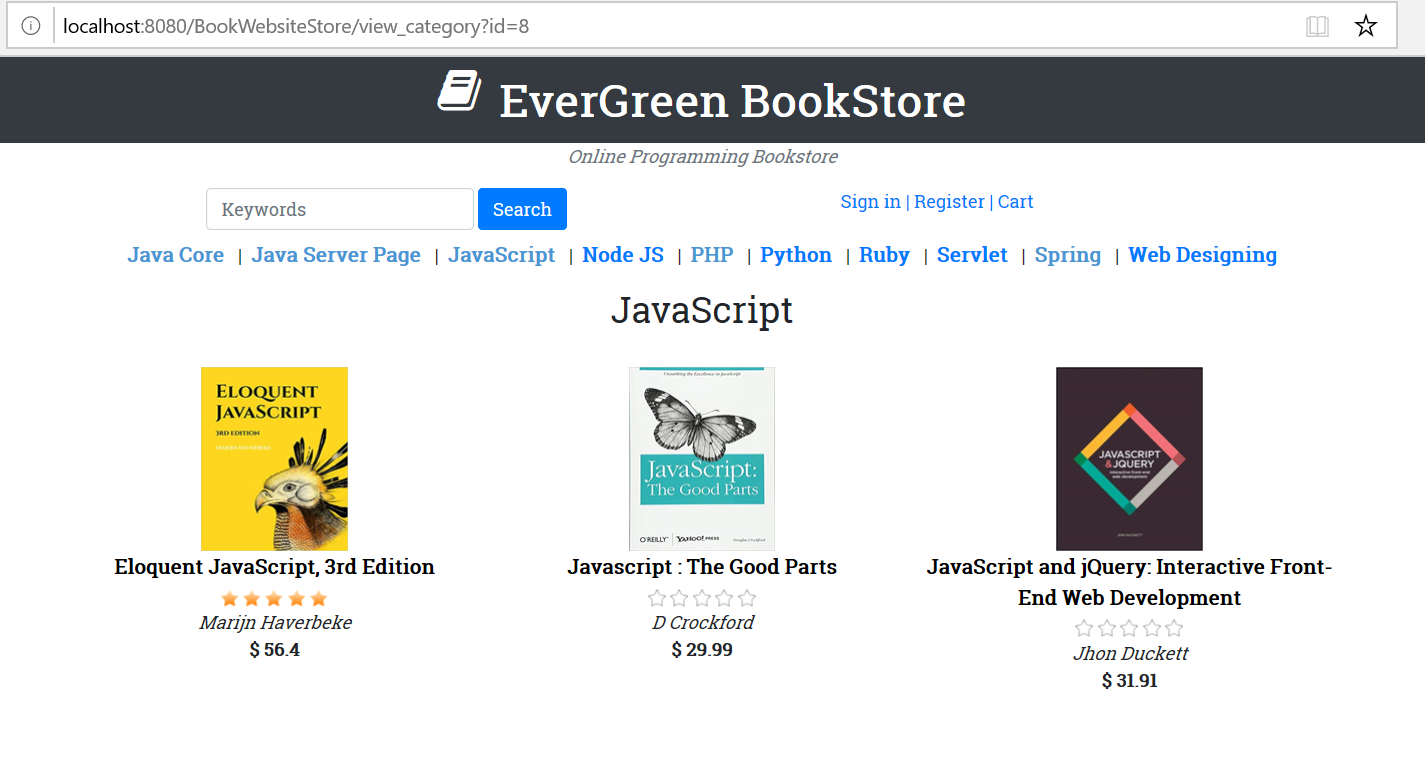 localhost:8080/BookWebsiteStore/view_category?id=8
EverGreen BookStore
Online Programming Bookstore
Keywords
Search
Sign in | Register | Cart
Java Core | Java Server Page | JavaScript | Node JS | PHP | Python | Ruby | Servlet | Spring | Web Designing
JavaScript
ELOQUENT
JAVASCRIPT
3RD EDITION
MARIJN HAVERBEKE
Unearthing the Excellence in JavaScript
JavaScript:
The Good Parts
O'REILLY® | YAHOO! PRESS
Douglas Crockford
JAVASCRIPT
& JQUERY
interactive front-end
web development
JON DUCKETT
Eloquent JavaScript, 3rd Edition
Marijn Haverbeke
$ 56.4
Javascript : The Good Parts
D Crockford
$ 29.99
JavaScript and jQuery: Interactive Front-
End Web Development
Jhon Duckett
$ 31.91